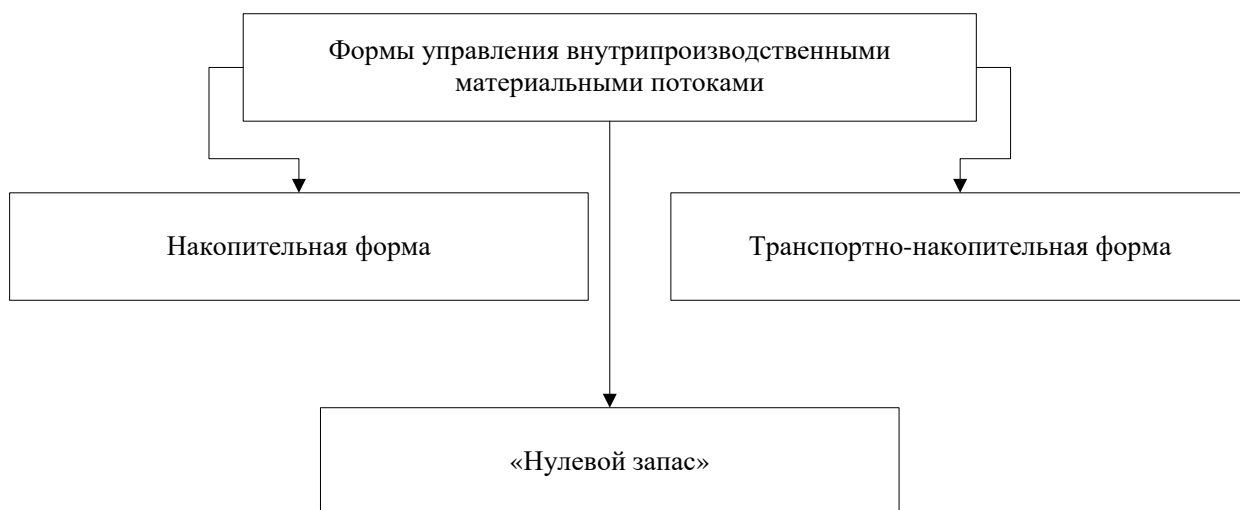 Формы управления внутрипроизводственными
материальными потоками
Накопительная форма
Транспортно-накопительная форма
«Нулевой запас»